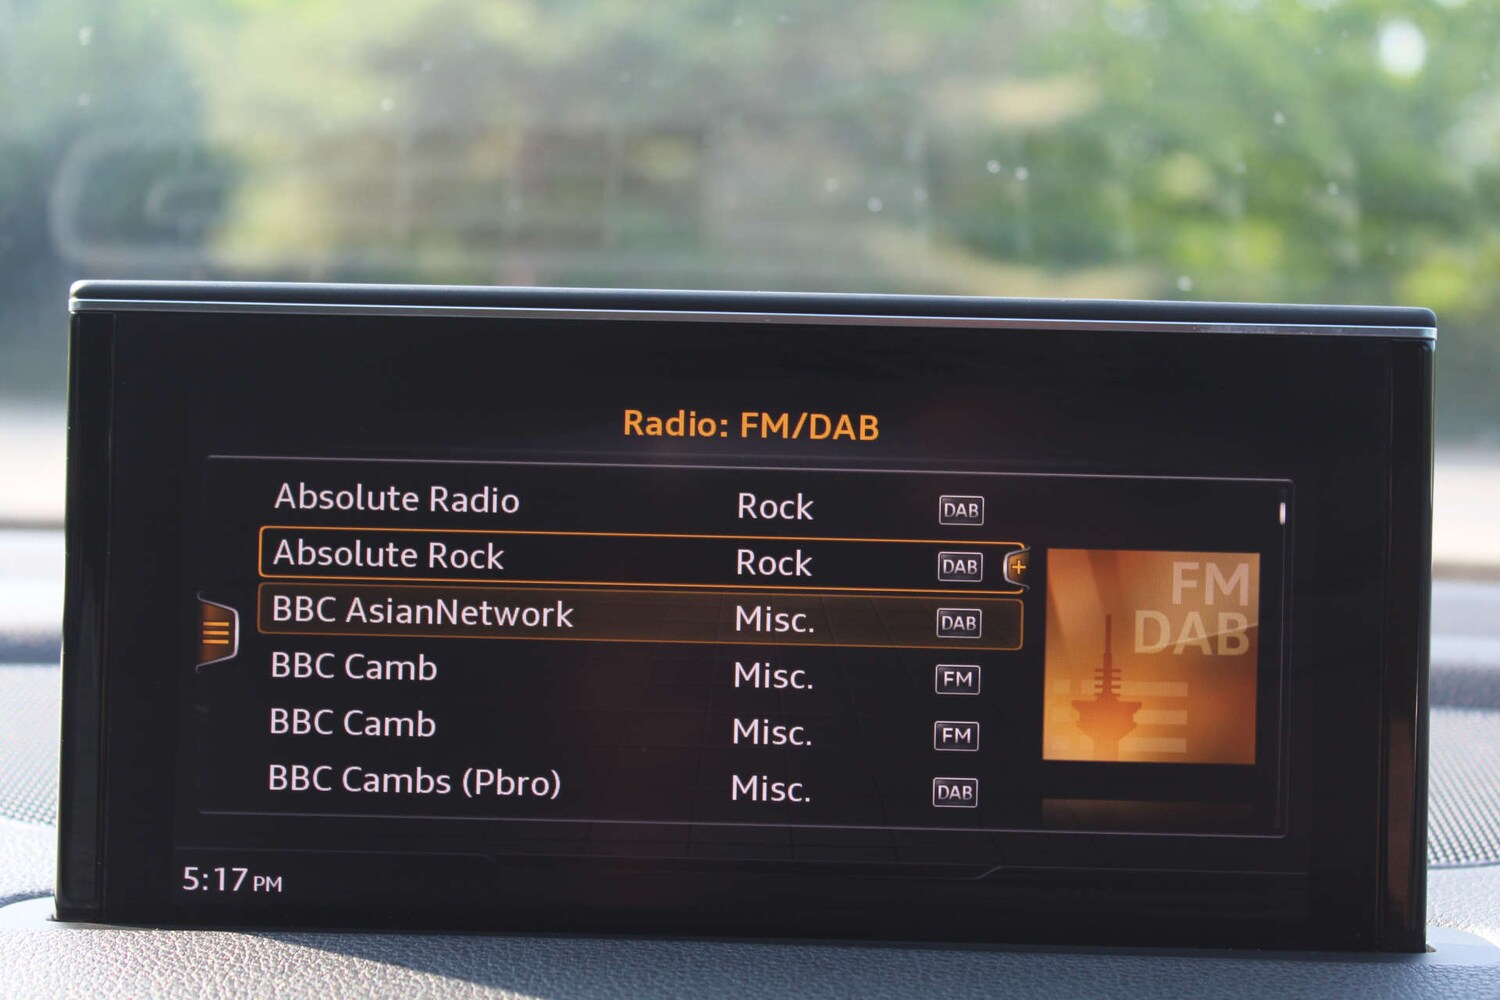 Radio: FM/DAB
Absolute Radio Rock DAB
Absolute Rock Rock DAB +
BBC AsianNetwork Misc. DAB
BBC Camb Misc. FM
BBC Camb Misc. FM
BBC Cambs (Pbro) Misc. DAB
FM
DAB
5:17 PM